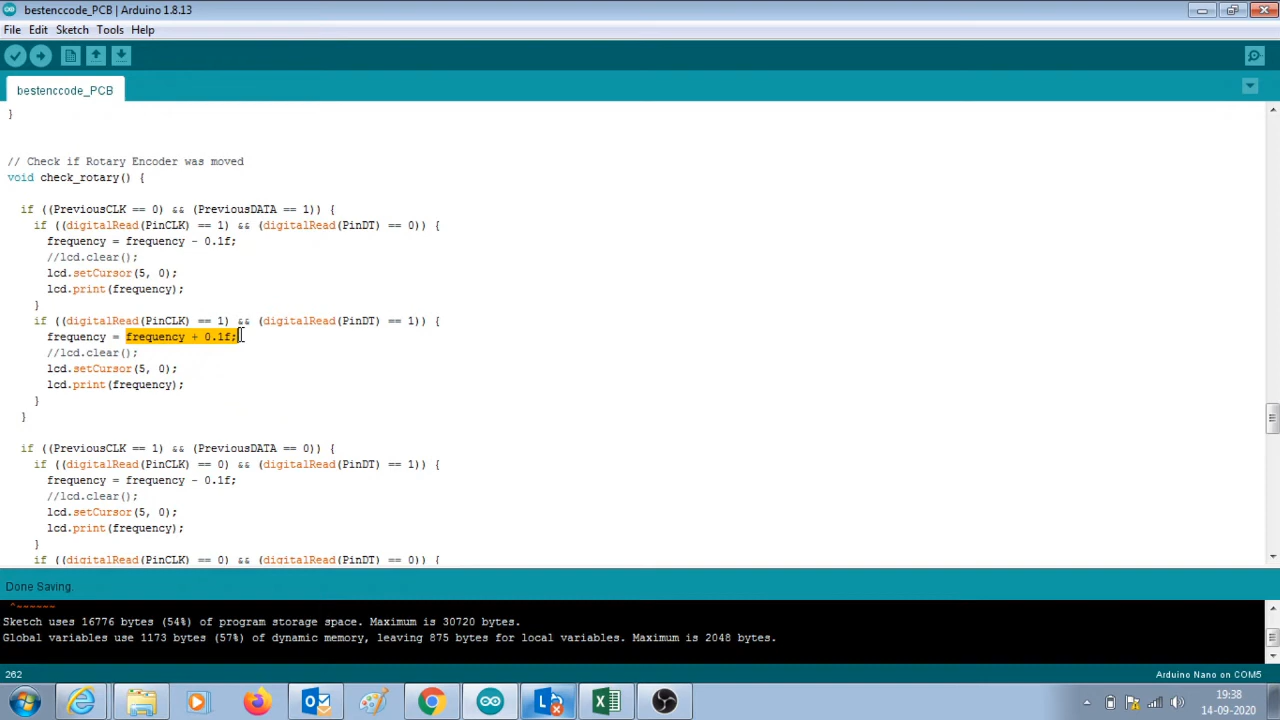 bestenccode_PCB | Arduino 1.8.13
File Edit Sketch Tools Help
bestenccode_PCB
}
// Check if Rotary Encoder was moved
void check_rotary() {
if ((PreviousCLK == 0) && (PreviousDATA == 1)) {
if ((digitalRead(PinCLK) == 1) && (digitalRead(PinDT) == 0)) {
frequency = frequency - 0.1f;
//lcd.clear();
lcd.setCursor(5, 0);
lcd.print(frequency);
}
if ((digitalRead(PinCLK) == 1) && (digitalRead(PinDT) == 1)) {
frequency = frequency + 0.1f;
//lcd.clear();
lcd.setCursor(5, 0);
lcd.print(frequency);
}
}
if ((PreviousCLK == 1) && (PreviousDATA == 0)) {
if ((digitalRead(PinCLK) == 0) && (digitalRead(PinDT) == 1)) {
frequency = frequency - 0.1f;
//lcd.clear();
lcd.setCursor(5, 0);
lcd.print(frequency);
}
if ((digitalRead(PinCLK) == 0) && (digitalRead(PinDT) == 0)) {
Done Saving.
^~~~~~~
Sketch uses 16776 bytes (54%) of program storage space. Maximum is 30720 bytes.
Global variables use 1173 bytes (57%) of dynamic memory, leaving 875 bytes for local variables. Maximum is 2048 bytes.
262
Arduino Nano on COM5
19:38
14-09-2020